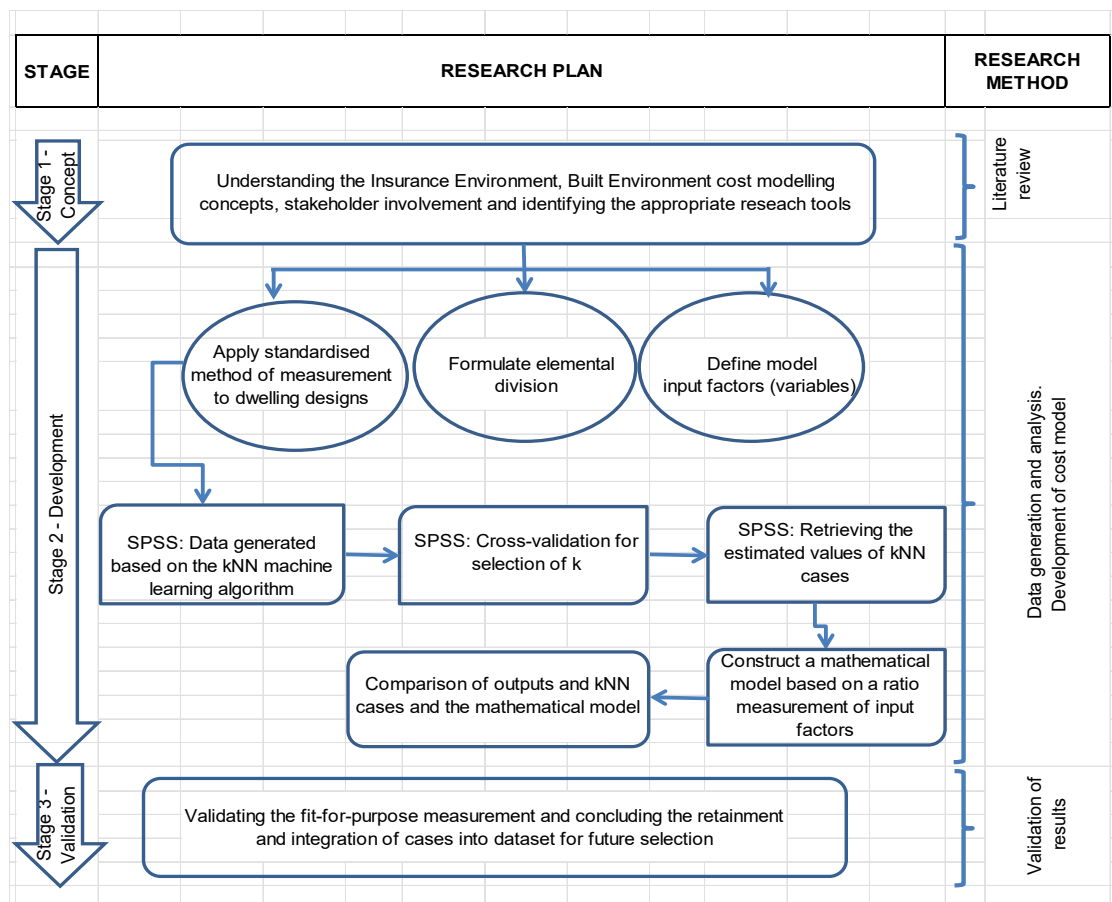 STAGE
RESEARCH PLAN
RESEARCH
METHOD
Stage 1 -
Concept
Understanding the Insurance Environment, Built Environment cost modelling
concepts, stakeholder involvement and identifying the appropriate reseach tools
Literature
review
Stage 2 - Development
Apply standardised
method of measurement
to dwelling designs
Formulate elemental
division
Define model
input factors (variables)
SPSS: Data generated
based on the kNN machine
learning algorithm
SPSS: Cross-validation for
selection of k
SPSS: Retrieving the
estimated values of kNN
cases
Construct a mathematical
model based on a ratio
measurement of input
factors
Comparison of outputs and kNN
cases and the mathematical model
Data generation and analysis.
Development of cost model
Stage 3 -
Validation
Validating the fit-for-purpose measurement and concluding the retainment
and integration of cases into dataset for future selection
Validation of
results